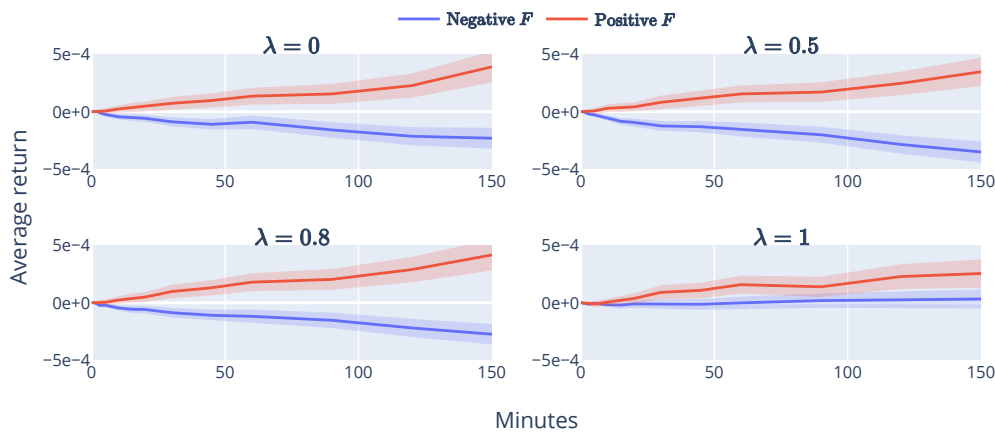 Negative F Positive F
λ = 0
λ = 0.5
5e−4
0e+0
−5e−4
0 50 100 150
5e−4
0e+0
−5e−4
0 50 100 150
λ = 0.8
λ = 1
5e−4
0e+0
−5e−4
0 50 100 150
5e−4
0e+0
−5e−4
0 50 100 150
Average return
Minutes